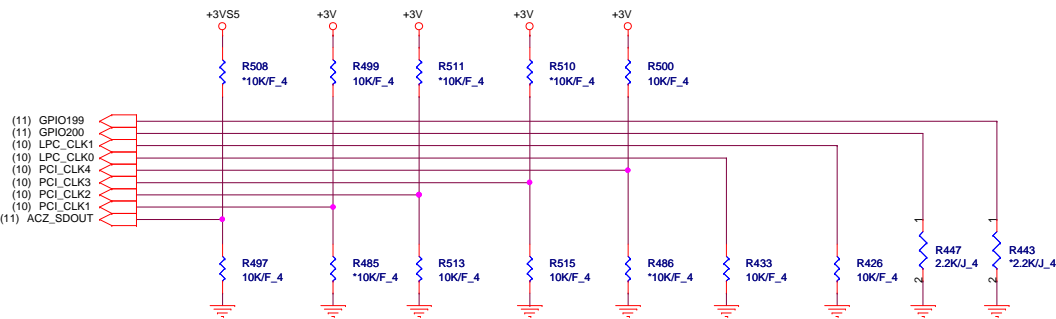 +3VS5 +3V +3V +3V +3V
R508 R499 R511 R510 R500
*10K/F_4 10K/F_4 *10K/F_4 *10K/F_4 10K/F_4
(11) GPIO199
(11) GPIO200
(10) LPC_CLK1
(10) LPC_CLK0
(10) PCI_CLK4
(10) PCI_CLK3
(10) PCI_CLK2
(10) PCI_CLK1
(11) ACZ_SDOUT
1 1
R497 R485 R513 R515 R486 R433 R426 R447 R443
10K/F_4 *10K/F_4 10K/F_4 10K/F_4 *10K/F_4 10K/F_4 10K/F_4 2.2K/J_4 *2.2K/J_4
2 2